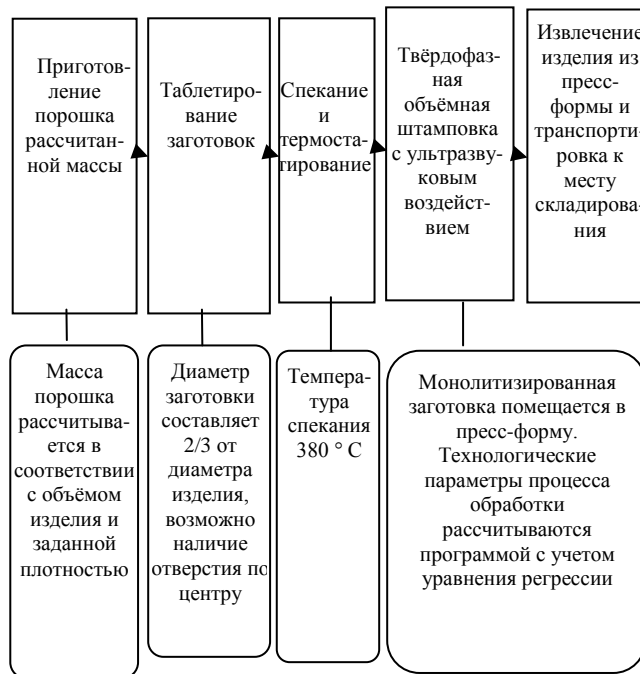 Приготов-
ление
порошка
рассчитан-
ной массы
Таблетиро-
вание
заготовок
Спекание
и
термоста-
тирование
Твёрдофаз-
ная
объёмная
штамповка
с ультразву-
ковым
воздейст-
вием
Извлечение
изделия из
пресс-
формы и
транспорти-
ровка к
месту
складирова-
ния
Масса
порошка
рассчитыва-
ется в
соответствии
с объёмом
изделия и
заданной
плотностью
Диаметр
заготовки
составляет
2/3 от
диаметра
изделия,
возможно
наличие
отверстия по
центру
Темпера-
тура
спекания
380 ° С
Монолитизированная
заготовка помещается в
пресс-форму.
Технологические
параметры процесса
обработки
рассчитываются
программой с учетом
уравнения регрессии